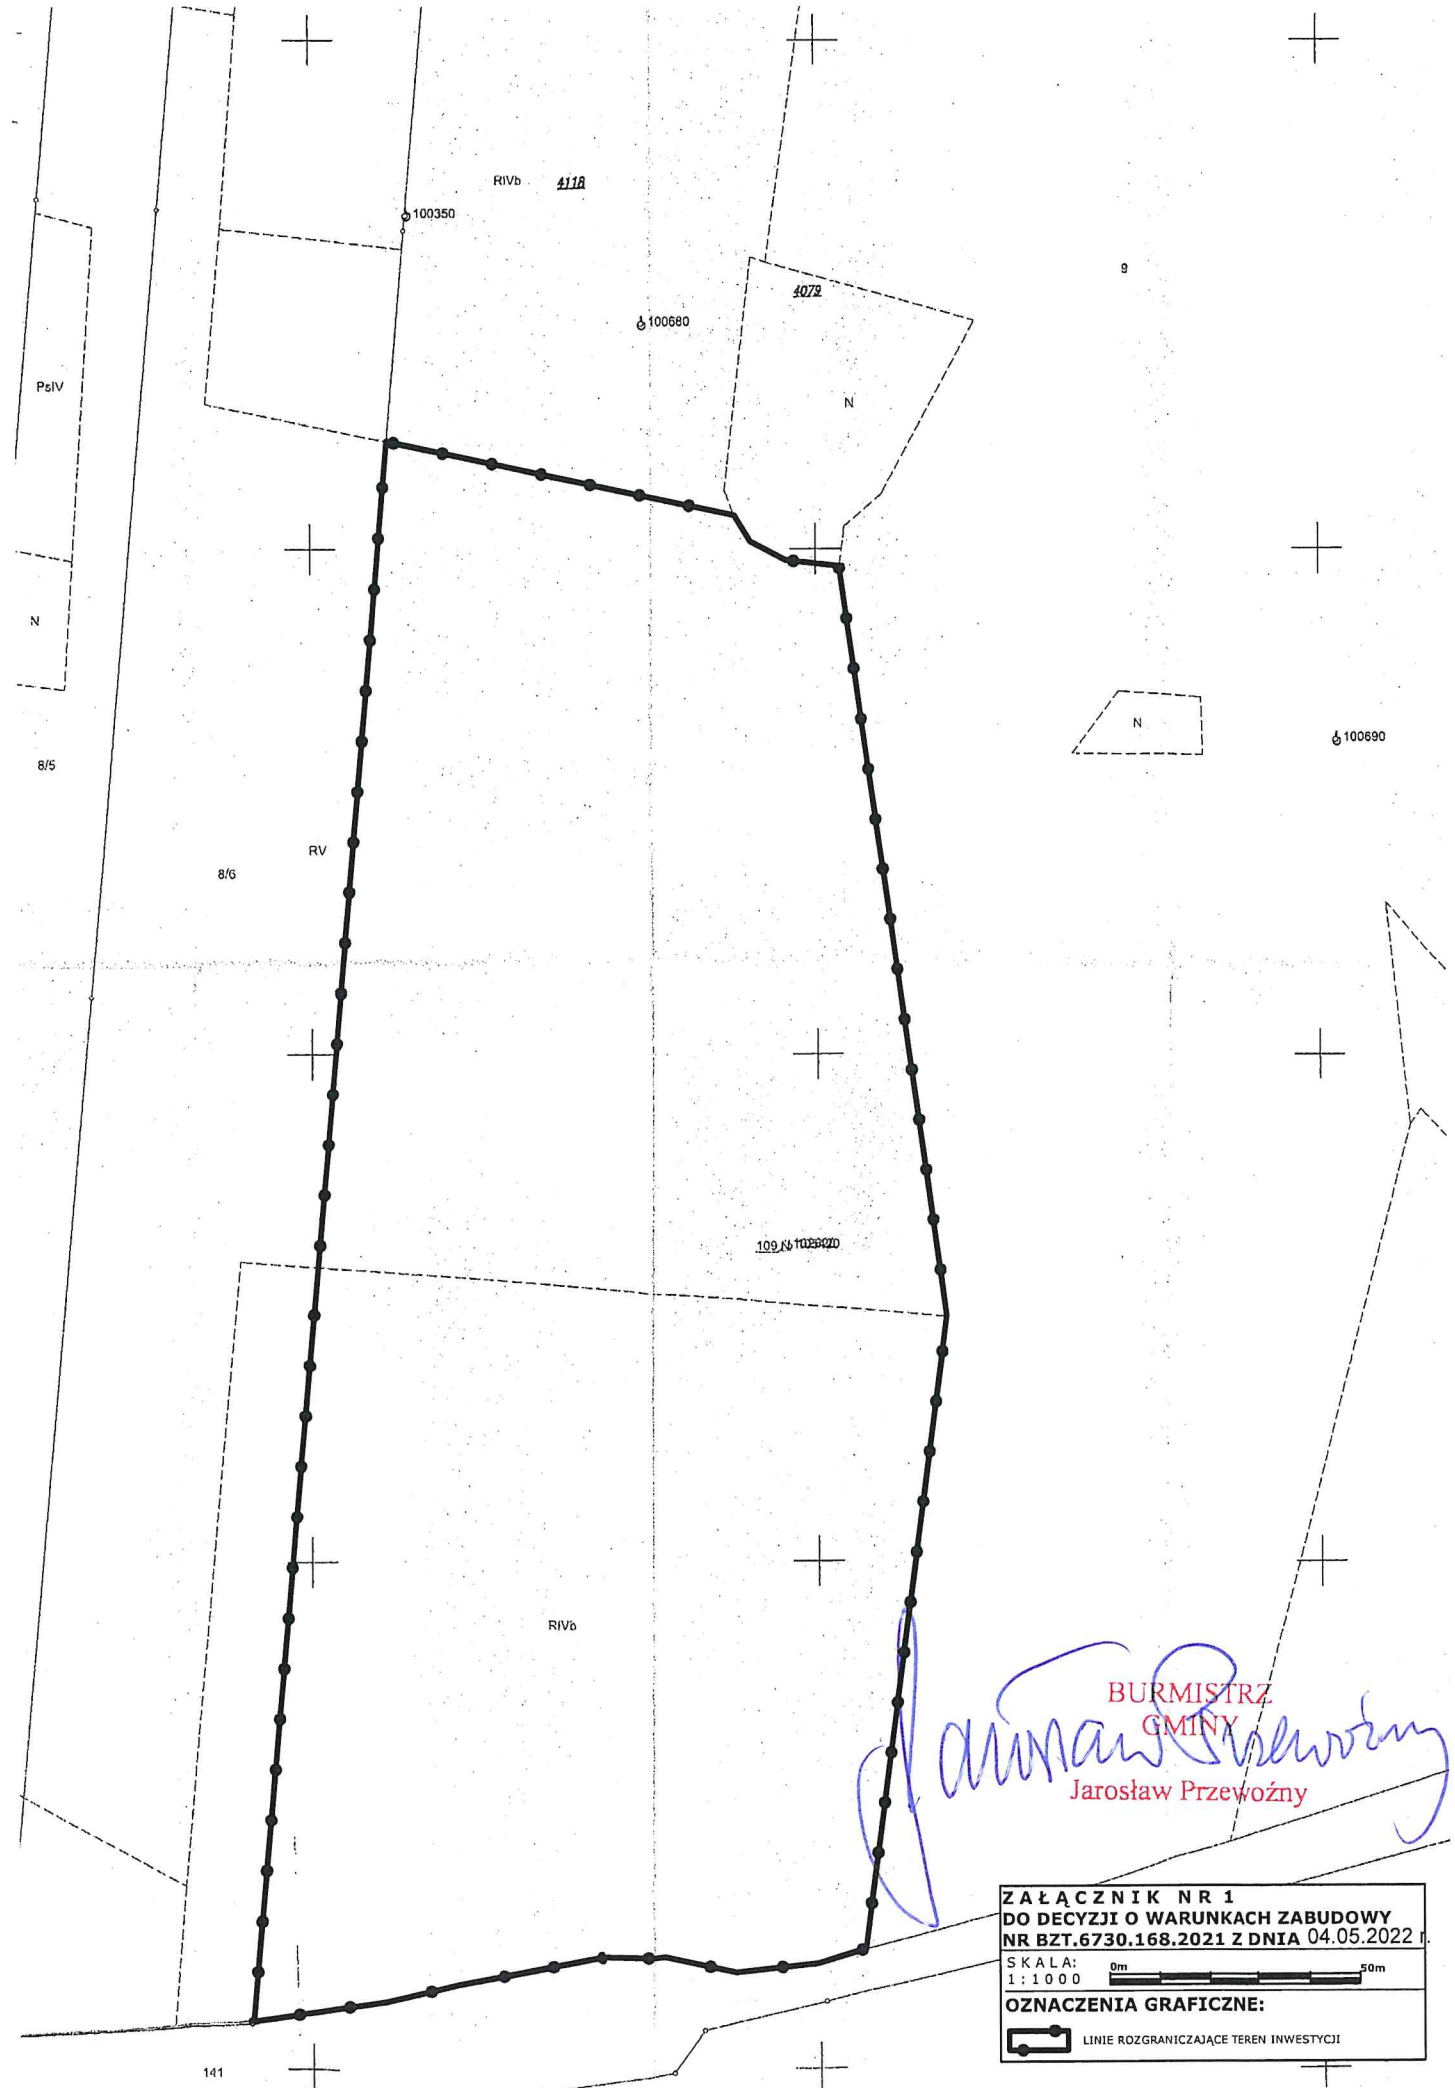 RIVb 4118
100350
9
4079
100680
PsIV
N
N
N
100690
8/5
RV
8/6
109
RIVb
BURMISTRZ
GMINY
Jarosław Przewoźny
Jarosław Przewoźny
ZAŁĄCZNIK NR 1
DO DECYZJI O WARUNKACH ZABUDOWY
NR BZT.6730.168.2021 Z DNIA 04.05.2022 r.
SKALA:
1:1000
0m 50m
OZNACZENIA GRAFICZNE:
LINIE ROZGRANICZAJĄCE TEREN INWESTYCJI
141